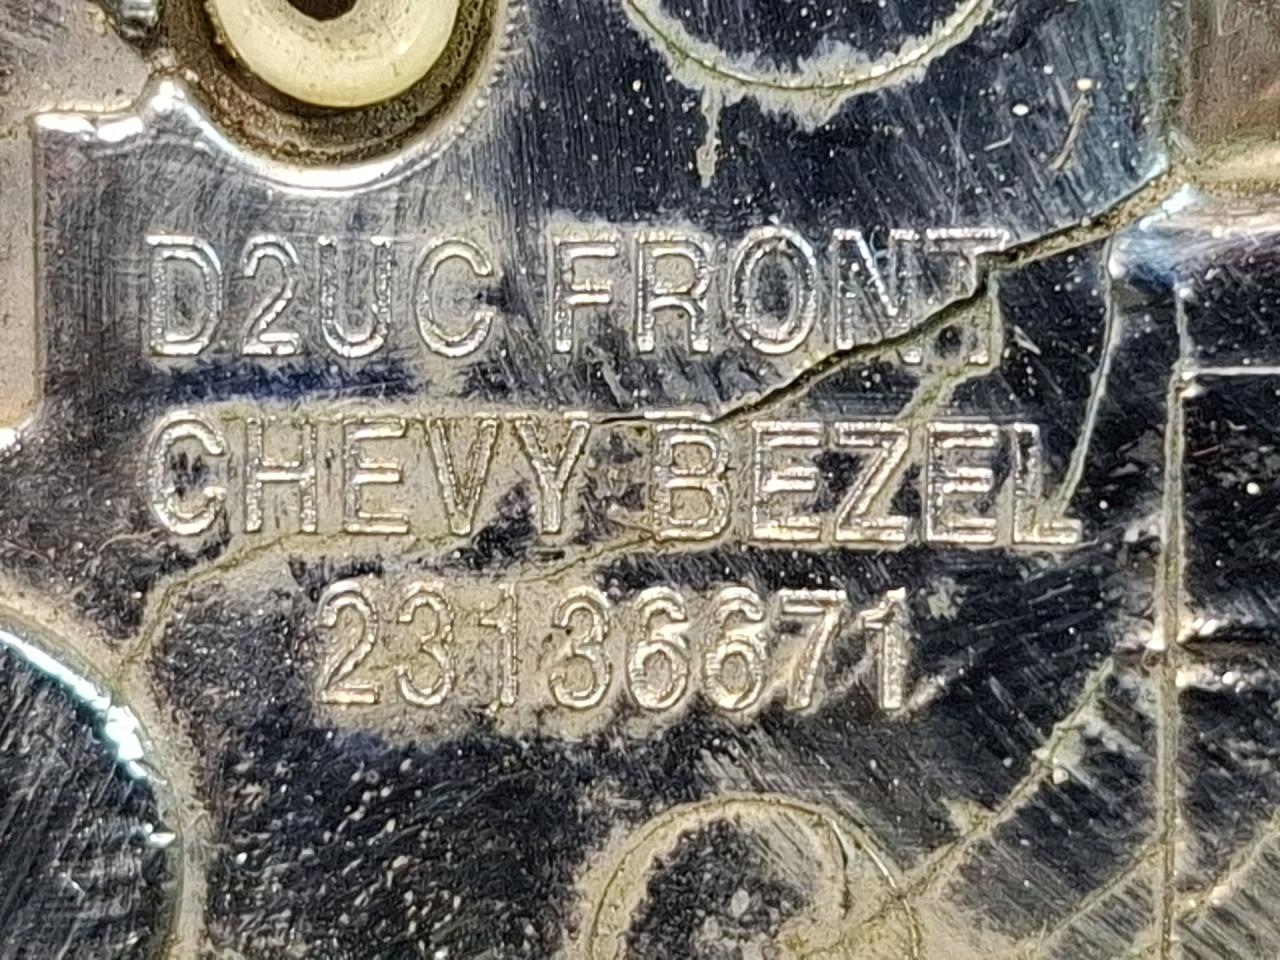 D2UC FRONT
CHEVY BEZEL
23136671